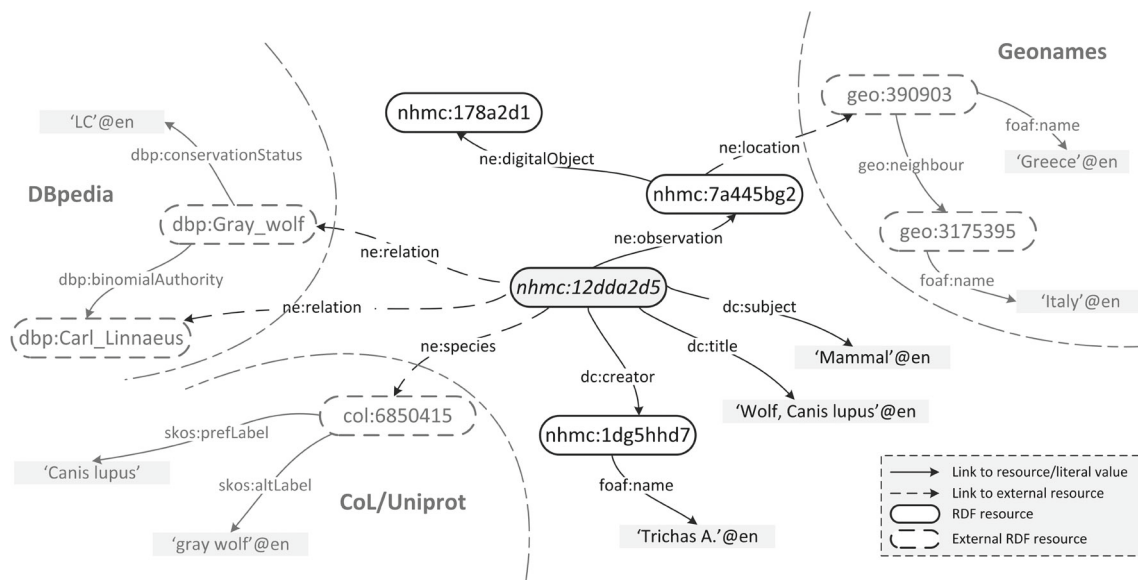 Geonames
nhmc:178a2d1
geo:390903
'LC'@en
foaf:name
ne:location
dbp:conservationStatus
ne:digitalObject
'Greece'@en
geo:neighbour
DBpedia
nhmc:7a445bg2
dbp:Gray_wolf
geo:3175395
ne:observation
ne:relation
dbp:binomialAuthority
foaf:name
nhmc:12dda2d5
ne:relation
dc:subject
'Italy'@en
dbp:Carl_Linnaeus
ne:species
dc:title
'Mammal'@en
dc:creator
col:6850415
'Wolf, Canis lupus'@en
skos:prefLabel
nhmc:1dg5hhd7
'Canis lupus'
Link to resource/literal value
skos:altLabel
foaf:name
Link to external resource
CoL/Uniprot
RDF resource
'Trichas A.'@en
External RDF resource
'gray wolf'@en